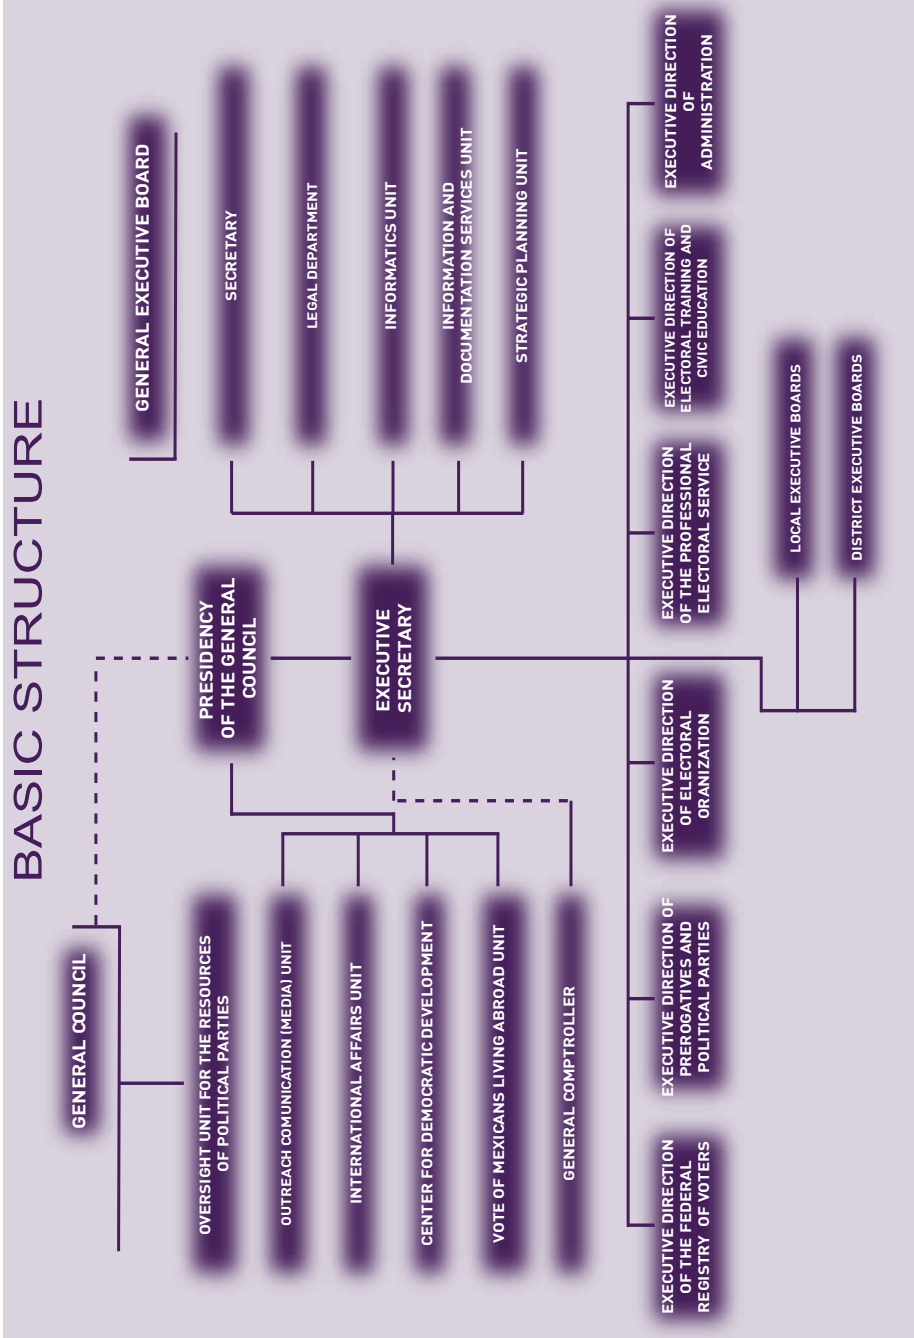 BASIC STRUCTURE
GENERAL COUNCIL
GENERAL EXECUTIVE BOARD
PRESIDENCY
OF THE GENERAL
COUNCIL
EXECUTIVE
SECRETARY
OVERSIGHT UNIT FOR THE RESOURCES
OF POLITICAL PARTIES
OUTREACH COMUNICATION (MEDIA) UNIT
INTERNATIONAL AFFAIRS UNIT
CENTER FOR DEMOCRATIC DEVELOPMENT
VOTE OF MEXICANS LIVING ABROAD UNIT
GENERAL COMPTROLLER
SECRETARY
LEGAL DEPARTMENT
INFORMATICS UNIT
INFORMATION AND
DOCUMENTATION SERVICES UNIT
STRATEGIC PLANNING UNIT
EXECUTIVE DIRECTION
OF THE FEDERAL
REGISTRY OF VOTERS
EXECUTIVE DIRECTION OF
PREROGATIVES AND
POLITICAL PARTIES
EXECUTIVE DIRECTION
OF ELECTORAL
ORANIZATION
EXECUTIVE DIRECTION
OF THE PROFESSIONAL
ELECTORAL SERVICE
EXECUTIVE DIRECTION OF
ELECTORAL TRAINING AND
CIVIC EDUCATION
EXECUTIVE DIRECTION
OF
ADMINISTRATION
LOCAL EXECUTIVE BOARDS
DISTRICT EXECUTIVE BOARDS